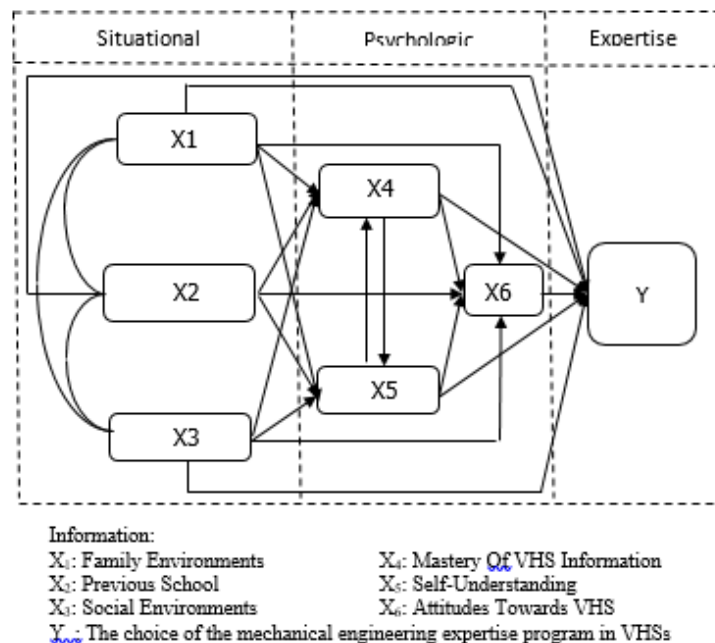 Situational Psychologic Expertise
X1
X4
X2 X6 Y
X5
X3
Information:
X₁: Family Environments X₄: Mastery Of VHS Information
X₂: Previous School X₅: Self-Understanding
X₃: Social Environments X₆: Attitudes Towards VHS
Y : The choice of the mechanical engineering expertise program in VHSs